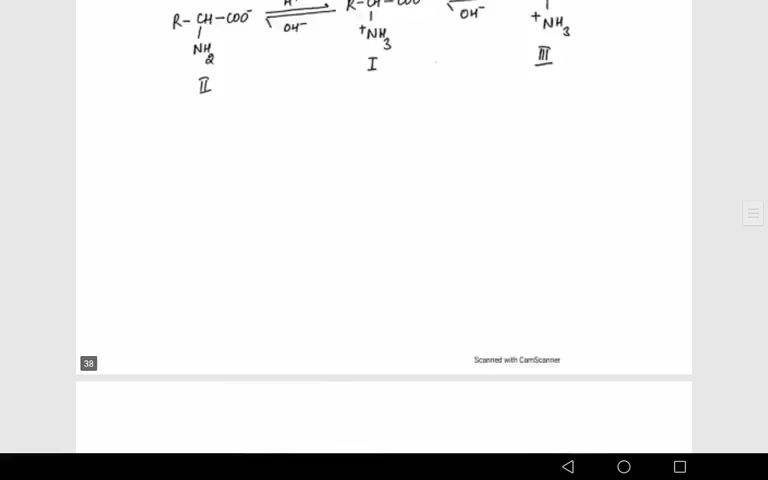 R-CH-COO⁻ H⁺ OH⁻ R-CH-COO⁻ OH⁻
NH₂ ⁺NH₃ ⁺NH₃
II I III
38
Scanned with CamScanner